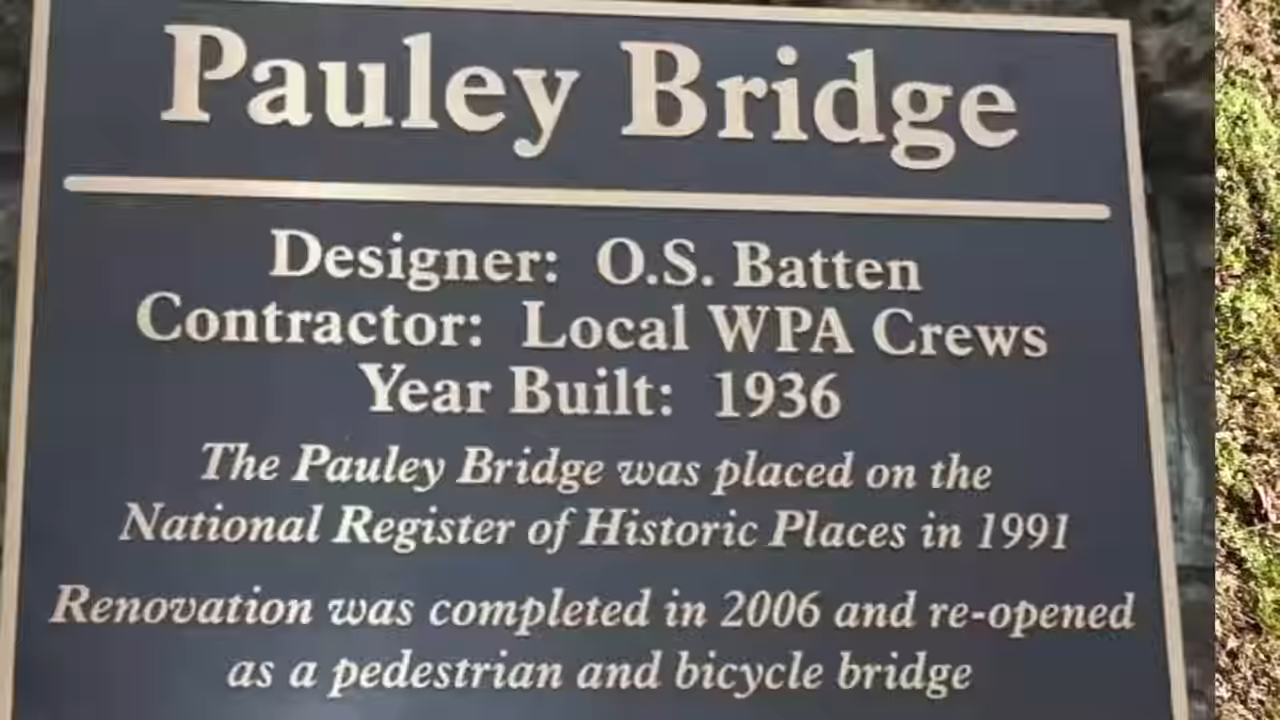 Pauley Bridge
Designer: O.S. Batten
Contractor: Local WPA Crews
Year Built: 1936
The Pauley Bridge was placed on the
National Register of Historic Places in 1991
Renovation was completed in 2006 and re-opened
as a pedestrian and bicycle bridge